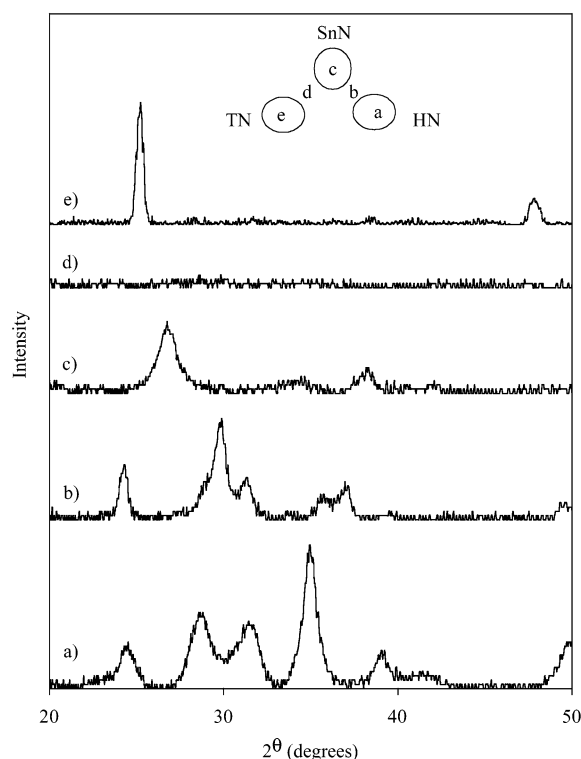 SnN
c
d b
TN e a HN
e)
d)
c)
b)
a)
Intensity
20 30 40 50
2θ (degrees)